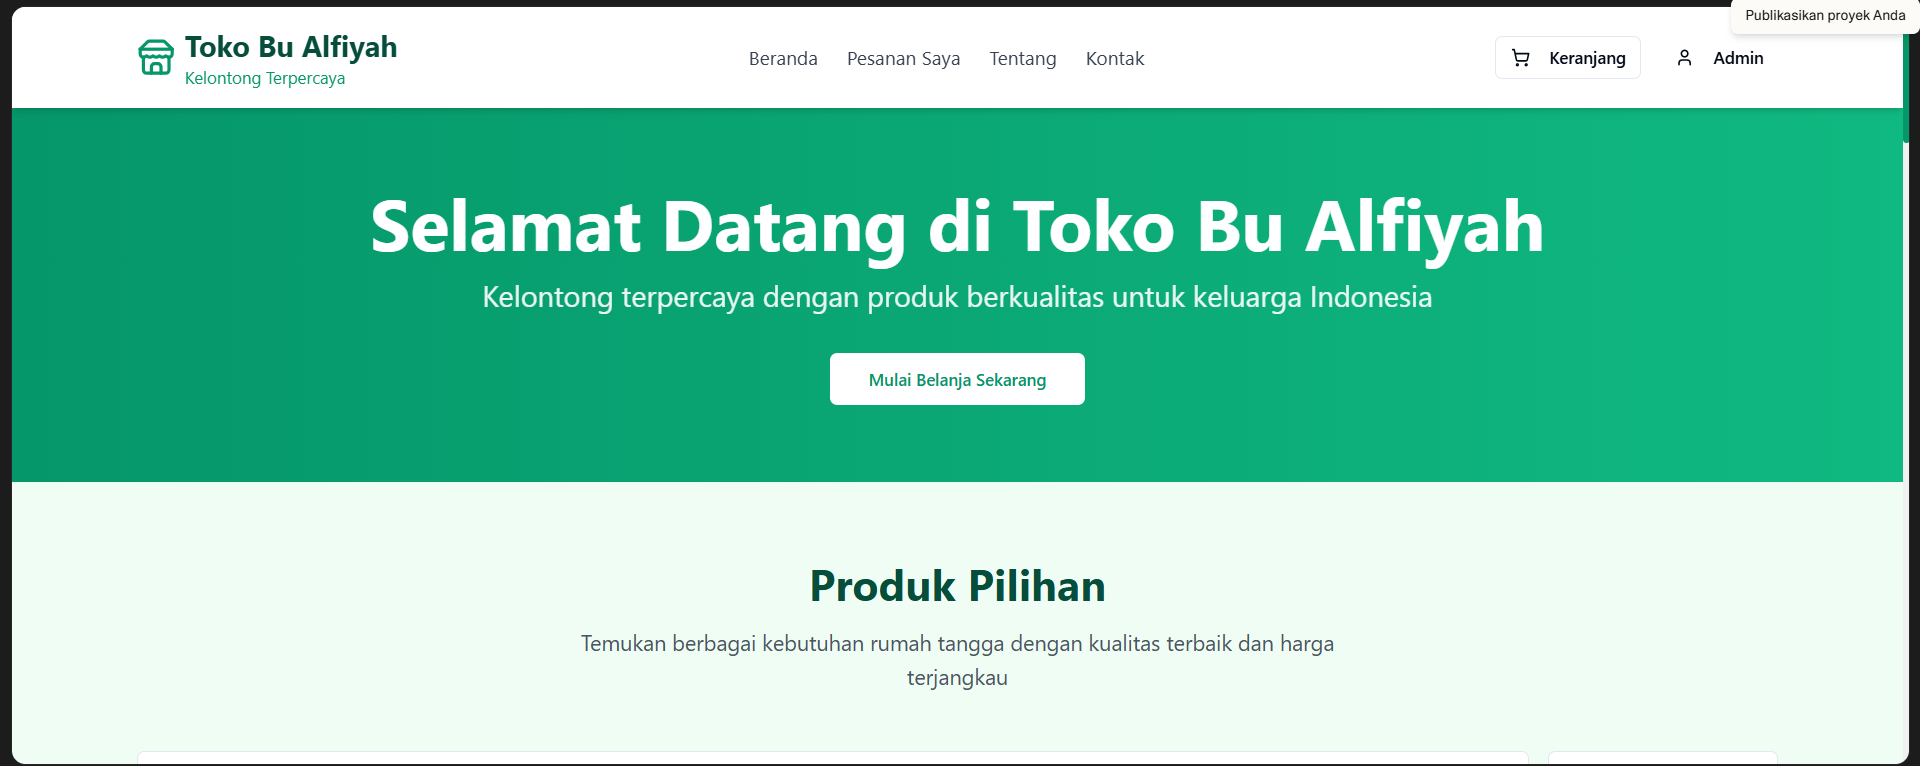 Publikasikan proyek Anda
Toko Bu Alfiyah
Kelontong Terpercaya
Beranda
Pesanan Saya
Tentang
Kontak
Keranjang
Admin
Selamat Datang di Toko Bu Alfiyah
Kelontong terpercaya dengan produk berkualitas untuk keluarga Indonesia
Mulai Belanja Sekarang
Produk Pilihan
Temukan berbagai kebutuhan rumah tangga dengan kualitas terbaik dan harga
terjangkau